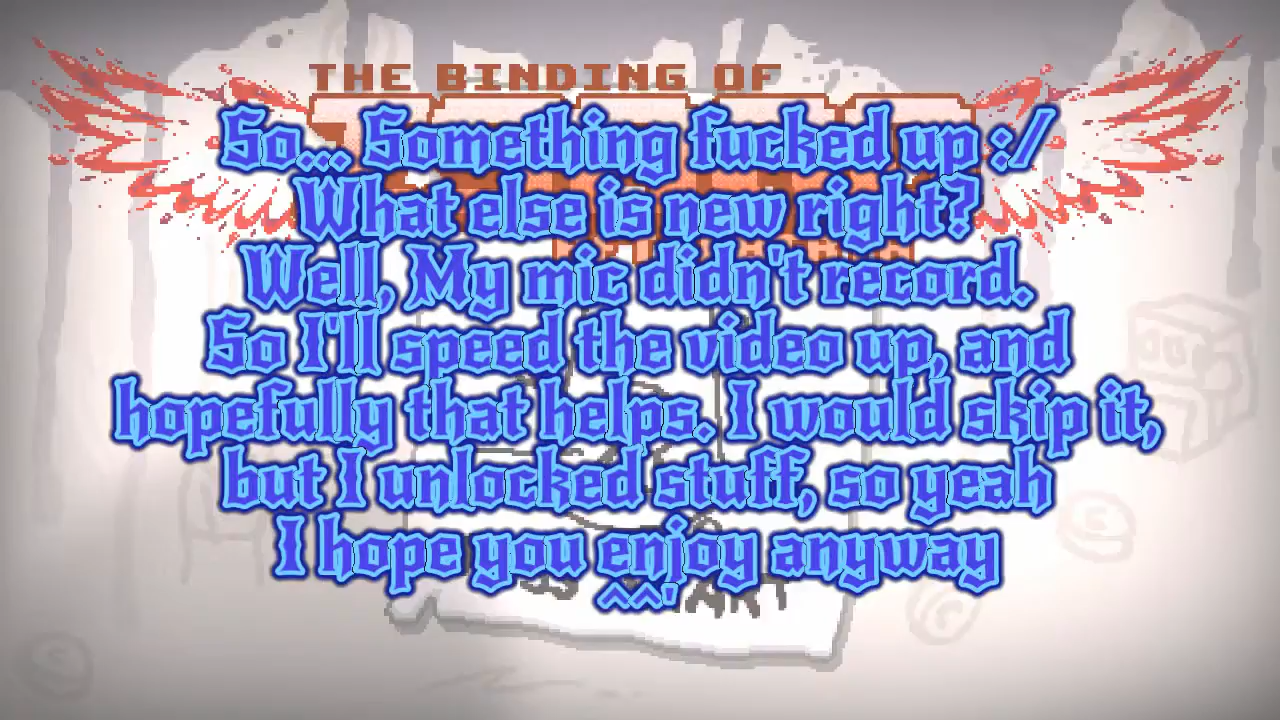 THE BINDING OF
So... Something fucked up :/
What else is new right?
Well, My mic didn't record.
So I'll speed the video up, and
hopefully that helps. I would skip it,
but I unlocked stuff, so yeah
I hope you enjoy anyway
^^'